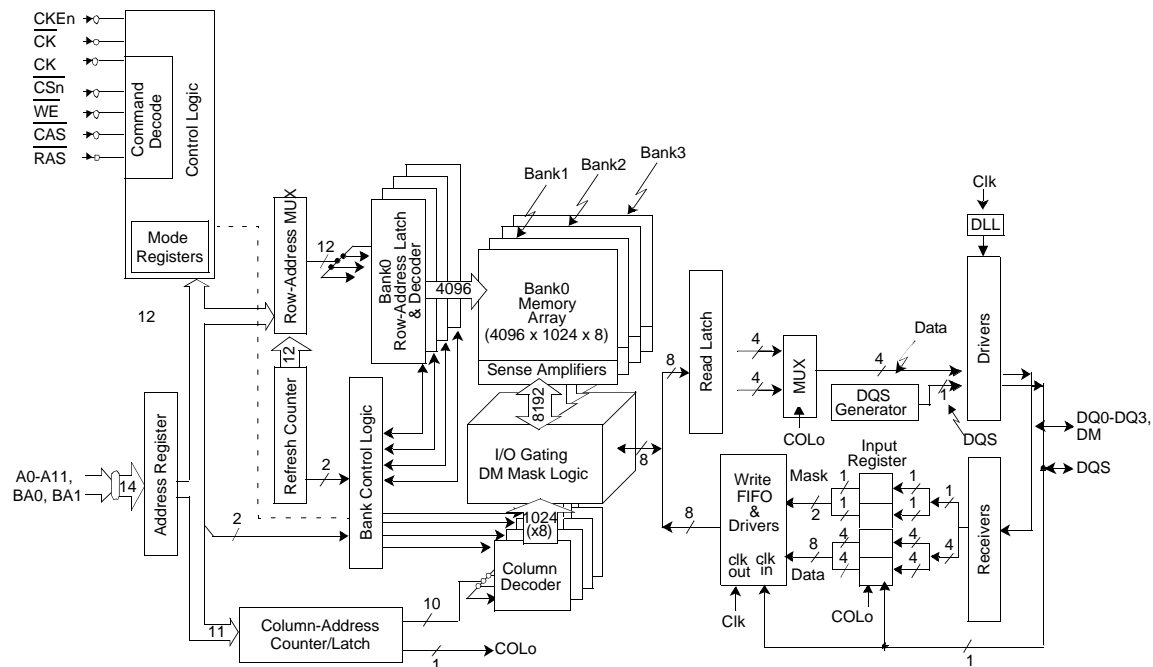 CKEn
CK
CK
CSn
WE
CAS
RAS
Command
Decode
Control Logic
Mode
Registers
12
Row-Address MUX
12
12
Refresh Counter
Bank0
Row-Address Latch
& Decoder
4096
Bank1
Bank2
Bank3
Bank0
Memory
Array
(4096 x 1024 x 8)
Sense Amplifiers
8192
I/O Gating
DM Mask Logic
1024
(x8)
Column
Decoder
Bank Control Logic
2
2
A0-A11,
BA0, BA1
14
Address Register
11
Column-Address
Counter/Latch
10
1
COLo
8
8
8
Read Latch
4
4
MUX
COLo
4
Data
DQS
Generator
1
DQS
Clk
DLL
Drivers
DQ0-DQ3,
DM
DQS
Input
Register
Write
FIFO
&
Drivers
clk
out
clk
in
Clk
Mask
2
8
Data
1
1
4
4
1
1
4
4
1
4
COLo
Receivers
1